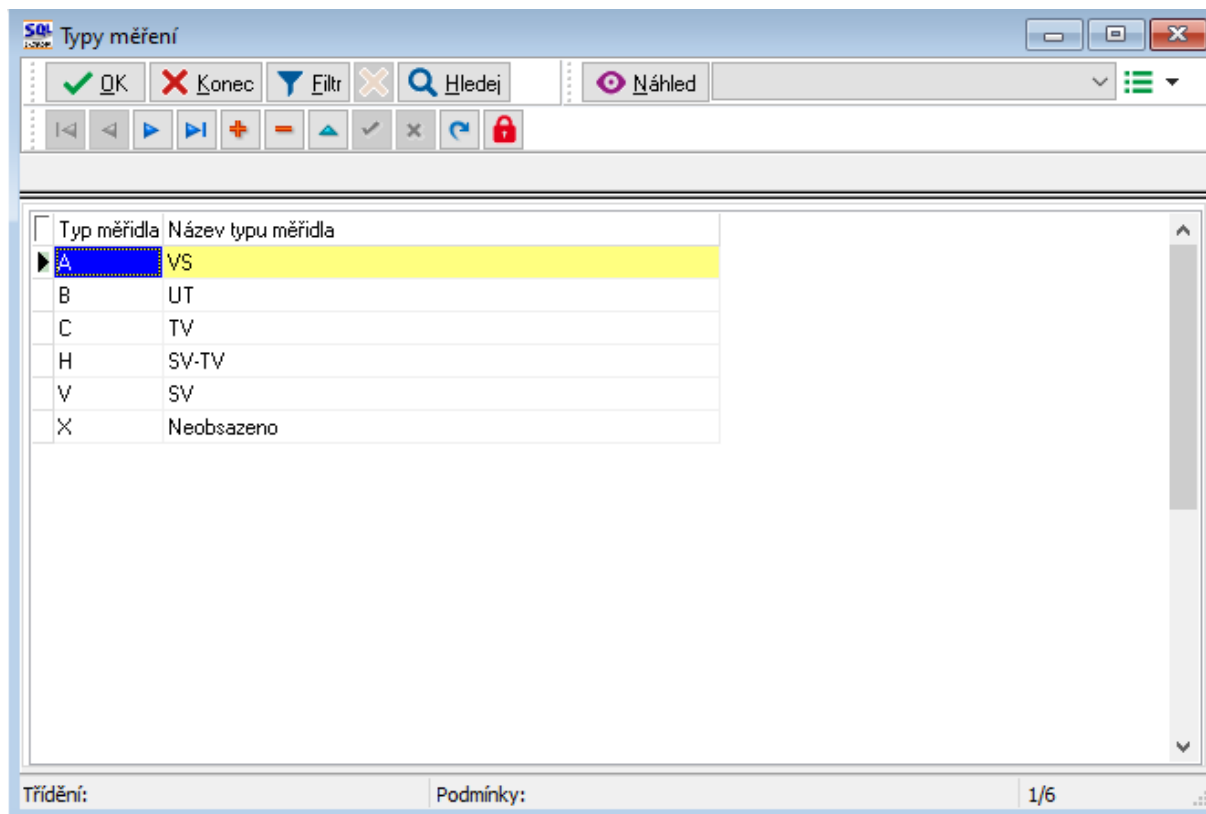 SQL Typy měření
OK Konec Filtr Hledej Náhled
Typ měřidla Název typu měřidla
A VS
B UT
C TV
H SV-TV
V SV
X Neobsazeno
Třídění: Podmínky: 1/6